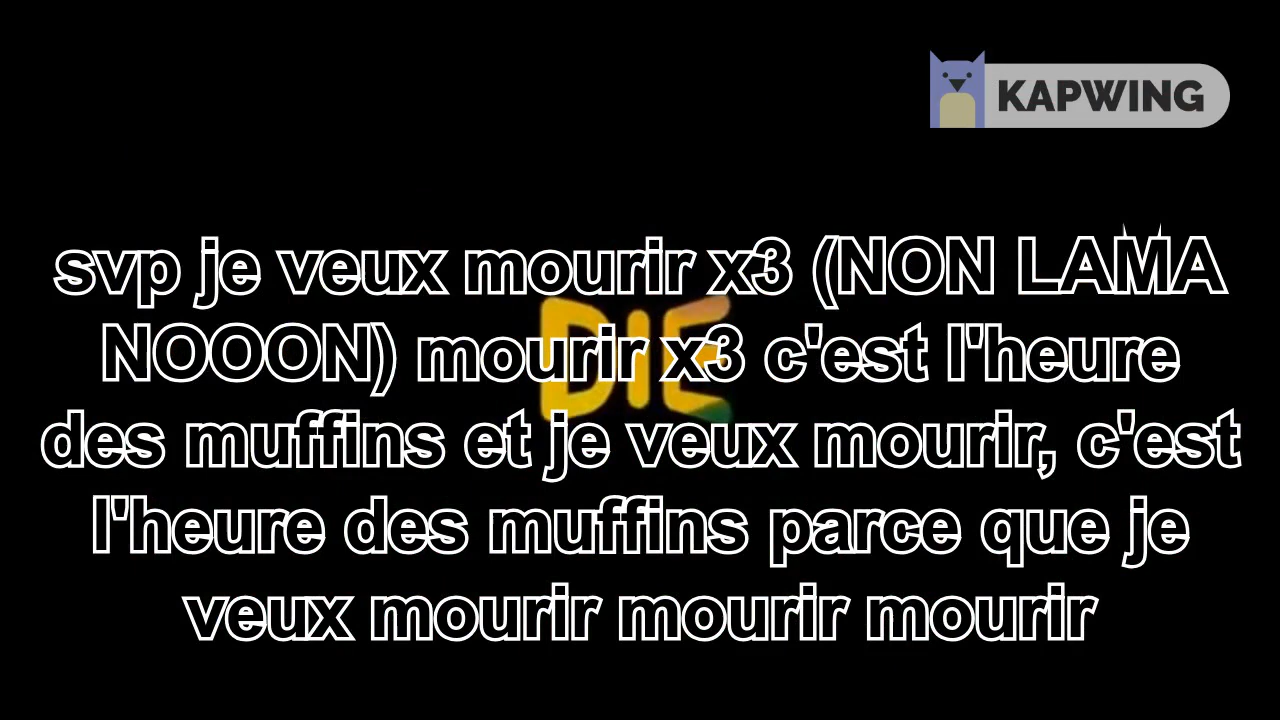 KAPWING
svp je veux mourir x3 (NON LAMA
NOOON) mourir x3 c'est l'heure
DIE
des muffins et je veux mourir, c'est
l'heure des muffins parce que je
veux mourir mourir mourir